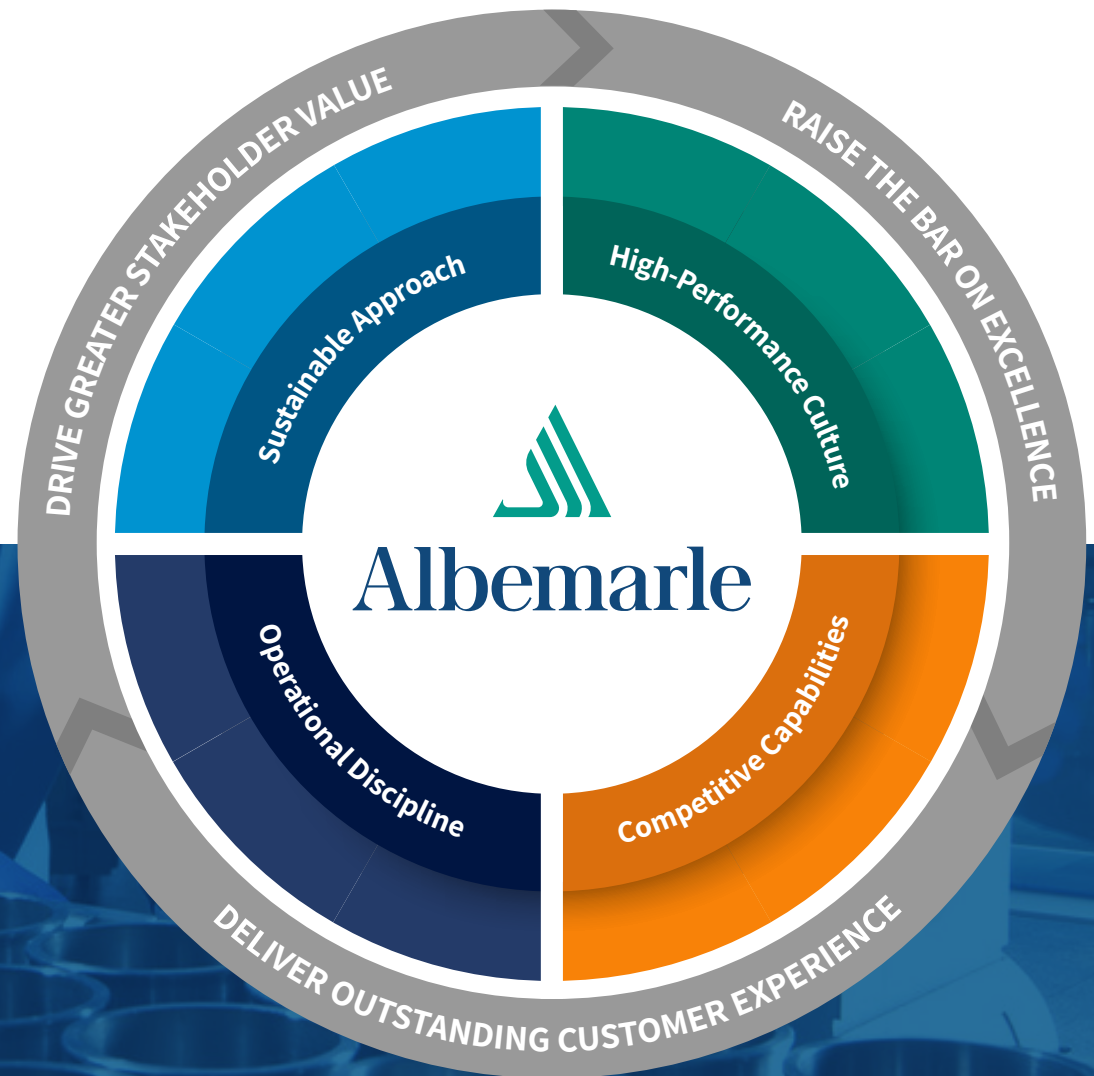 DRIVE GREATER STAKEHOLDER VALUE
RAISE THE BAR ON EXCELLENCE
Sustainable Approach
High-Performance Culture
Albemarle
Operational Discipline
Competitive Capabilities
DELIVER OUTSTANDING CUSTOMER EXPERIENCE